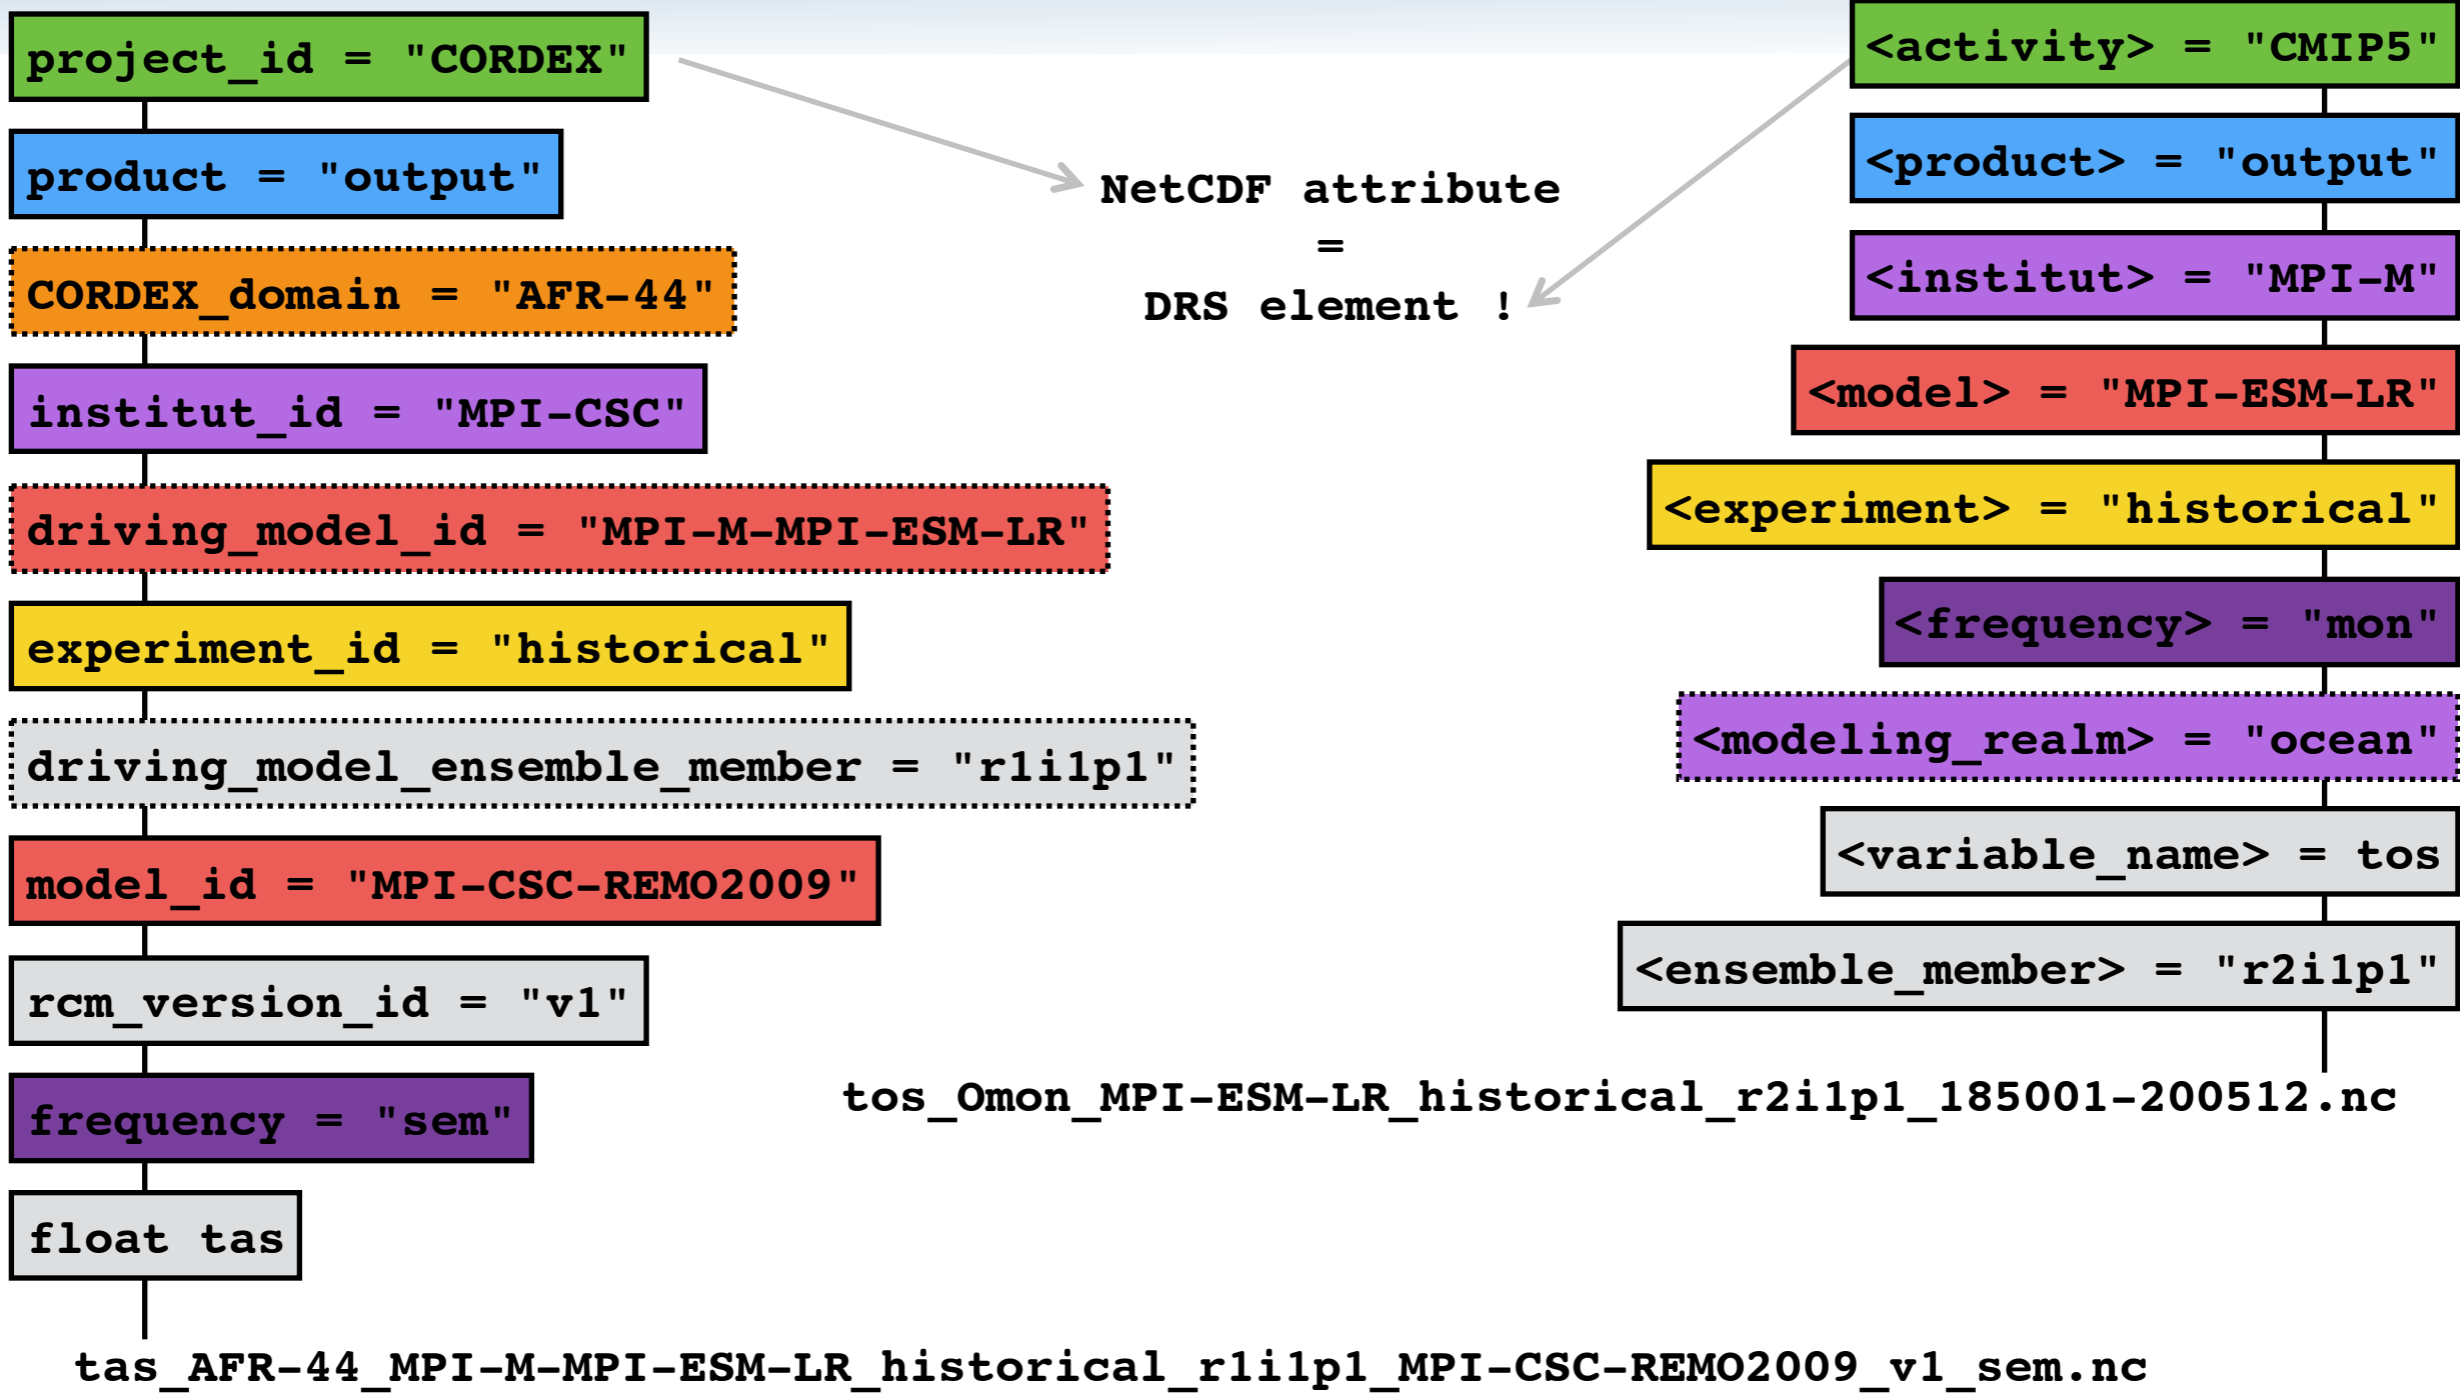 project_id = "CORDEX"
product = "output"
CORDEX_domain = "AFR-44"
institut_id = "MPI-CSC"
driving_model_id = "MPI-M-MPI-ESM-LR"
experiment_id = "historical"
driving_model_ensemble_member = "r1i1p1"
model_id = "MPI-CSC-REMO2009"
rcm_version_id = "v1"
frequency = "sem"
float tas
tas_AFR-44_MPI-M-MPI-ESM-LR_historical_r1i1p1_MPI-CSC-REMO2009_v1_sem.nc
NetCDF attribute
=
DRS element !
<activity> = "CMIP5"
<product> = "output"
<institut> = "MPI-M"
<model> = "MPI-ESM-LR"
<experiment> = "historical"
<frequency> = "mon"
<modeling_realm> = "ocean"
<variable_name> = tos
<ensemble_member> = "r2i1p1"
tos_Omon_MPI-ESM-LR_historical_r2i1p1_185001-200512.nc